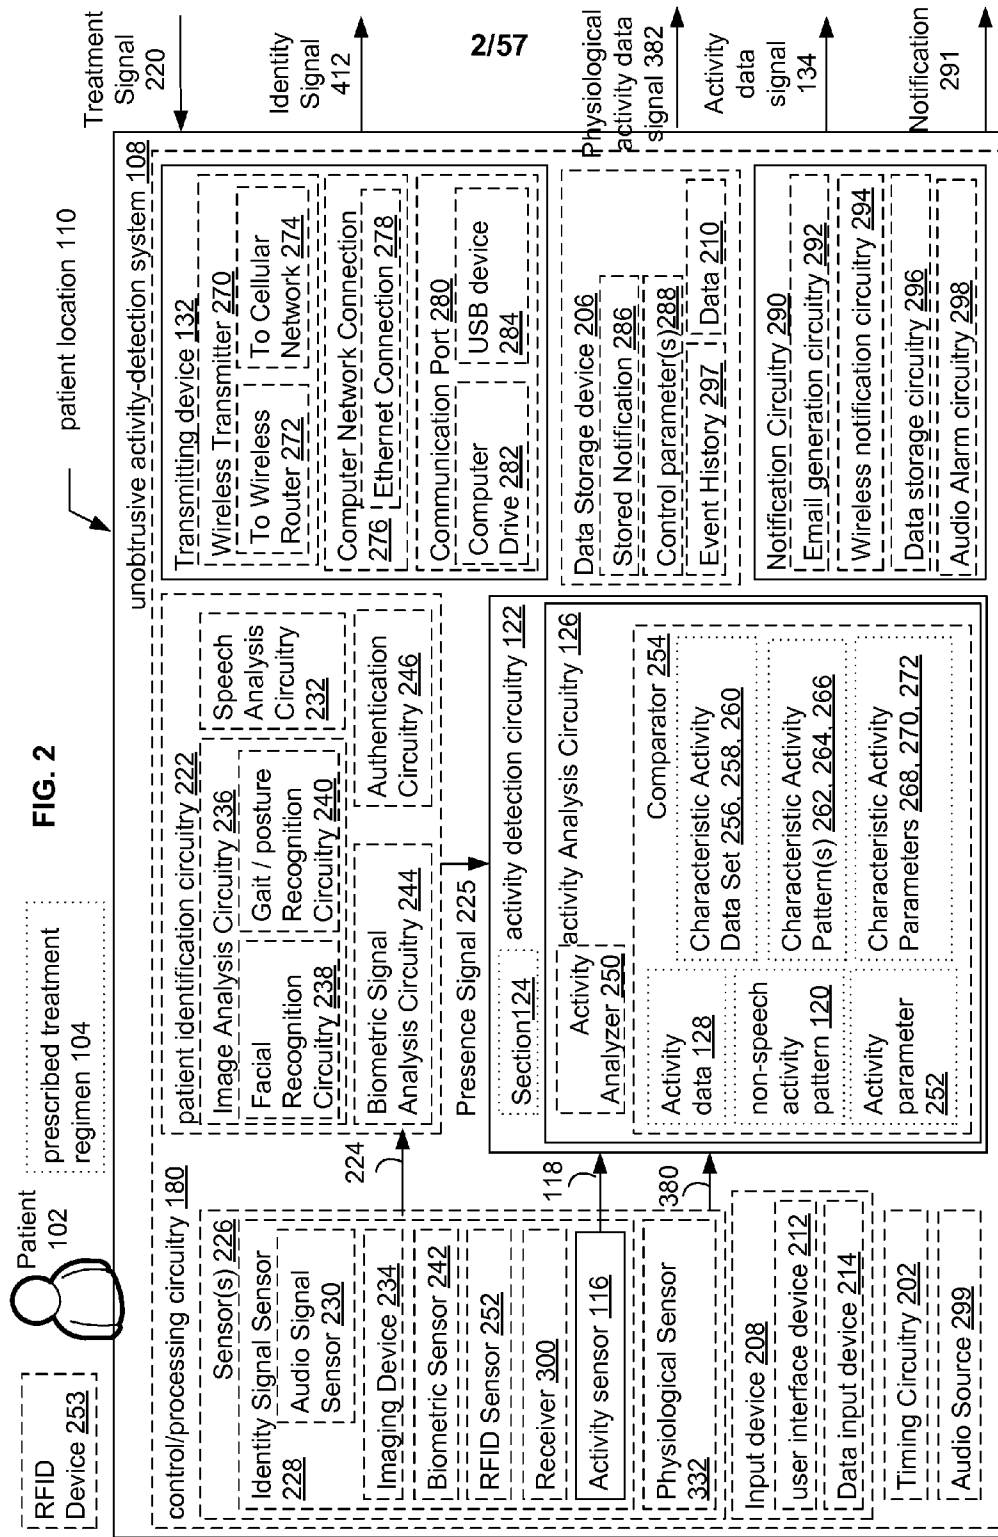 2/57
FIG. 2
RFID
Device 253
Patient
102
prescribed treatment
regimen 104
patient location 110
unobtrusive activity-detection system 108
control/processing circuitry 180
Sensor(s) 226
Identity Signal Sensor
228
Audio Signal
Sensor 230
Imaging Device 234
Biometric Sensor 242
RFID Sensor 252
Receiver 300
Activity sensor 116
Physiological Sensor
332
Input device 208
user interface device 212
Data input device 214
Timing Circuitry 202
Audio Source 299
224
118
380
patient identification circuitry 222
Image Analysis Circuitry 236
Facial
Recognition
Circuitry 238
Gait / posture
Recognition
Circuitry 240
Speech
Analysis
Circuitry
232
Biometric Signal
Analysis Circuitry 244
Authentication
Circuitry 246
Presence Signal 225
Section124
activity detection circuitry 122
activity Analysis Circuitry 126
Activity
Analyzer 250
Comparator 254
Activity
data 128
Characteristic Activity
Data Set 256, 258, 260
non-speech
activity
pattern 120
Characteristic Activity
Pattern(s) 262, 264, 266
Activity
parameter
252
Characteristic Activity
Parameters 268, 270, 272
Transmitting device 132
Wireless Transmitter 270
To Wireless
Router 272
To Cellular
Network 274
Computer Network Connection
276
Ethernet Connection 278
Communication Port 280
Computer
Drive 282
USB device
284
Data Storage device 206
Stored Notification 286
Control parameter(s)288
Event History 297
Data 210
Notification Circuitry 290
Email generation circuitry 292
Wireless notification circuitry 294
Data storage circuitry 296
Audio Alarm circuitry 298
Treatment
Signal
220
Identity
Signal
412
Physiological
activity data
signal 382
Activity
data
signal
134
Notification
291